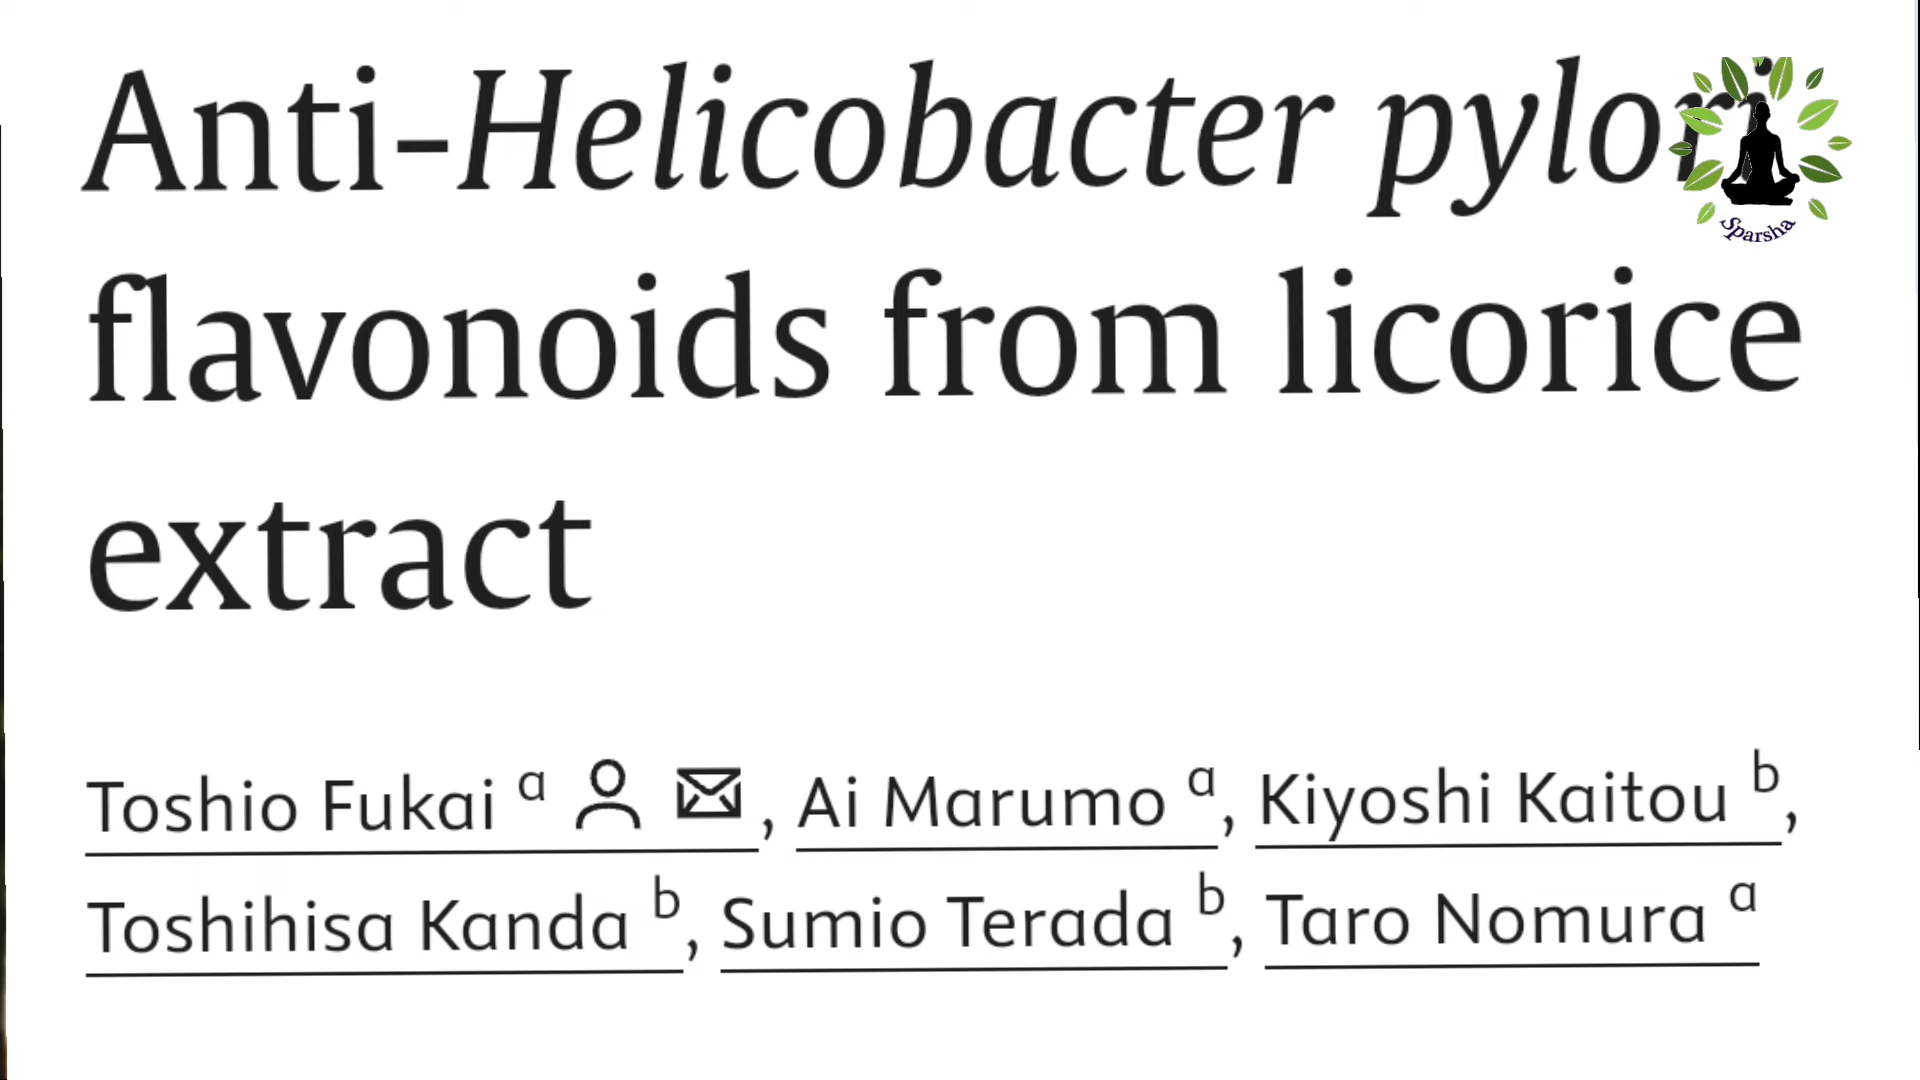 Anti-Helicobacter pylori
flavonoids from licorice
extract
Toshio Fukai a, Ai Marumo a, Kiyoshi Kaitou b,
Toshihisa Kanda b, Sumio Terada b, Taro Nomura a
Sparsha